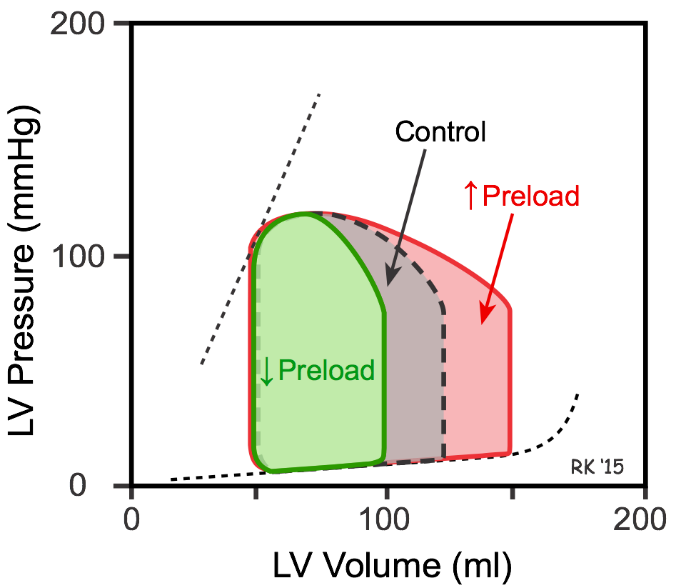 200
Control
↑ Preload
LV Pressure (mmHg)
100
↓ Preload
RK '15
0
0
100
200
LV Volume (ml)